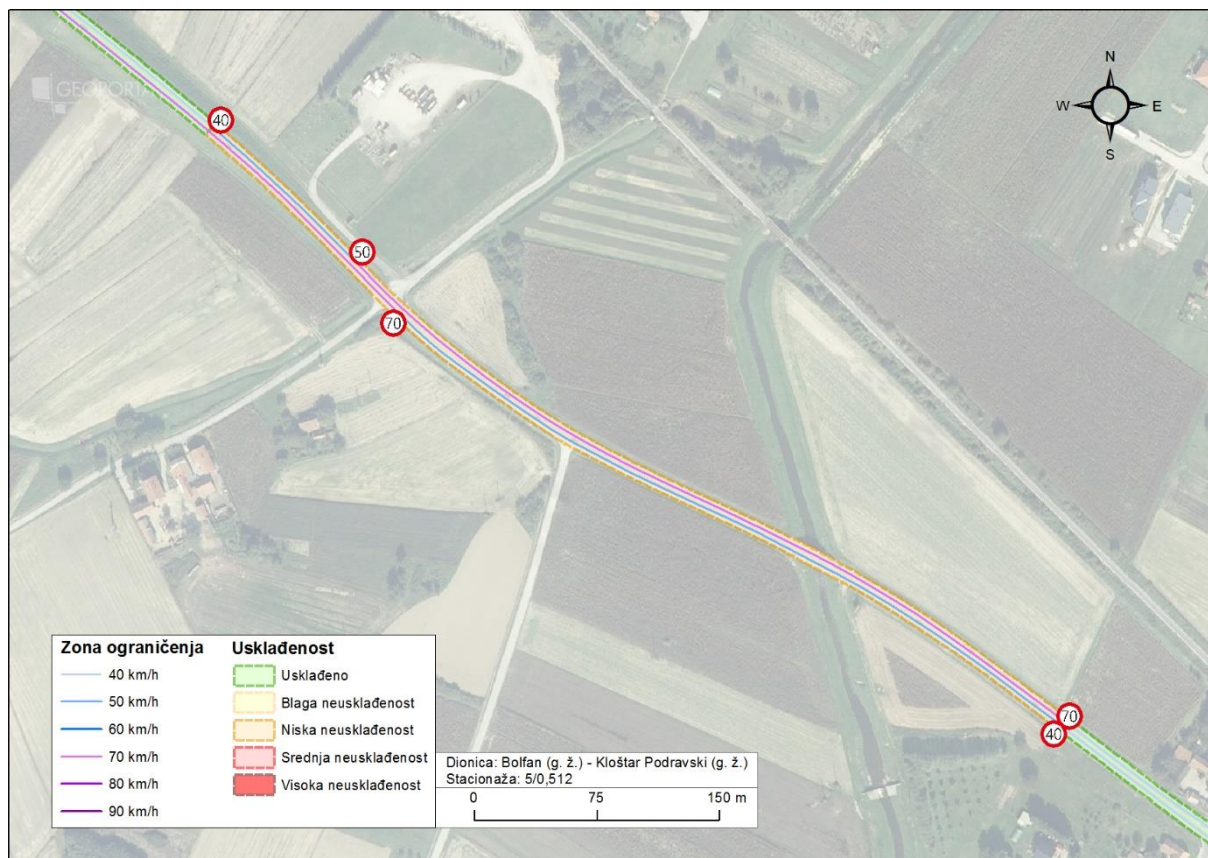 GEOPORTAL
N
W
E
S
40
50
70
70
40
Zona ograničenja
40 km/h
50 km/h
60 km/h
70 km/h
80 km/h
90 km/h
Usklađenost
Usklađeno
Blaga neusklađenost
Niska neusklađenost
Srednja neusklađenost
Visoka neusklađenost
Dionica: Bolfan (g. ž.) - Kloštar Podravski (g. ž.)
Stacionaža: 5/0,512
0
75
150 m